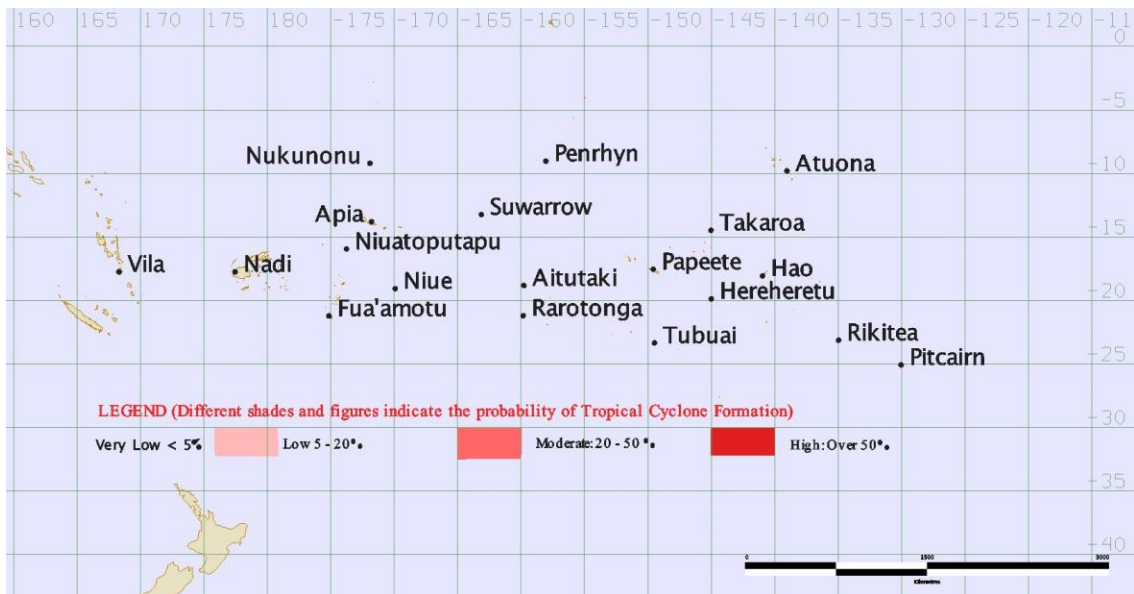 160 165 170 175 180 -175 -170 -165 -160 -155 -150 -145 -140 -135 -130 -125 -120 -11
0
-5
Nukunonu
Penrhyn
Atuona
-10
Suwarrow
Apia
Takaroa
-15
Niuatoputapu
Vila
Nadi
Papeete
Hao
Niue
Aitutaki
Hereheretu
-20
Fua'amotu
Rarotonga
Tubuai
Rikitea
Pitcairn
-25
LEGEND (Different shades and figures indicate the probability of Tropical Cyclone Formation)
-30
Very Low < 5%
Low 5 - 20%
Moderate: 20 - 50 %
High: Over 50%
-35
-40
0 1500 3000
Kilometres